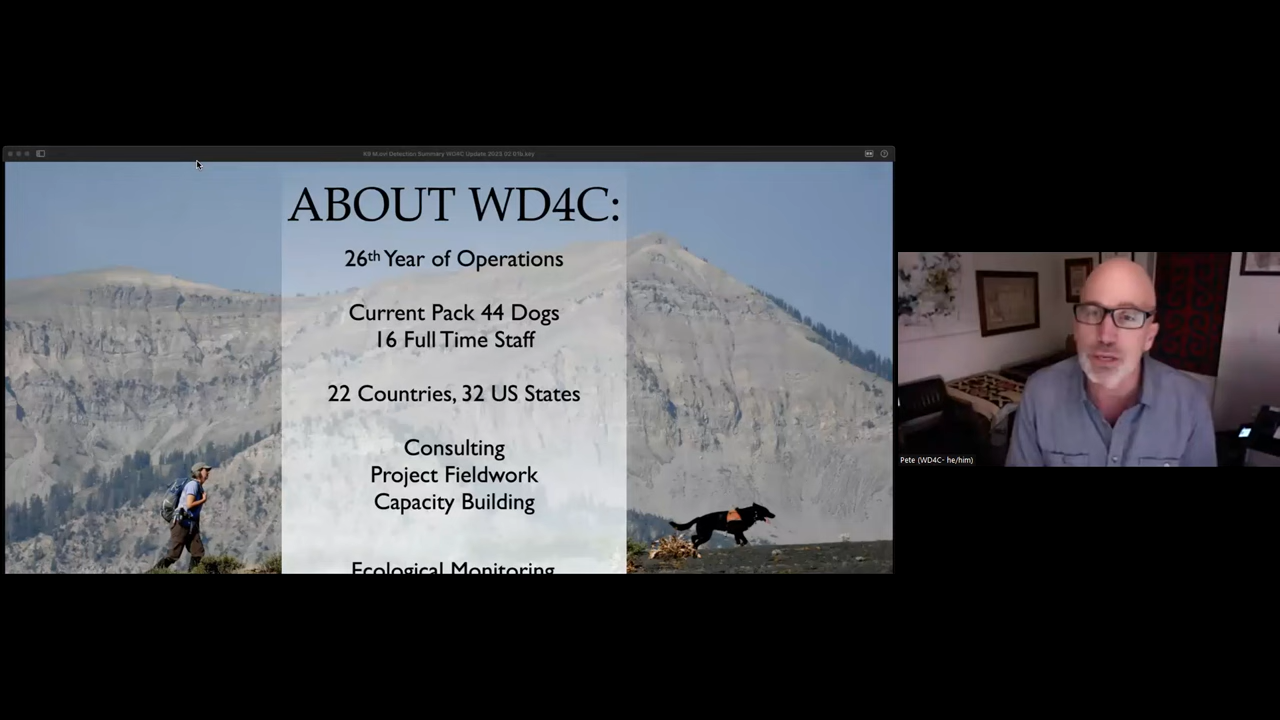 ABOUT WD4C:
26th Year of Operations
Current Pack 44 Dogs
16 Full Time Staff
22 Countries, 32 US States
Consulting
Project Fieldwork
Capacity Building
Ecological Monitoring
Pete (WD4C- he/him)